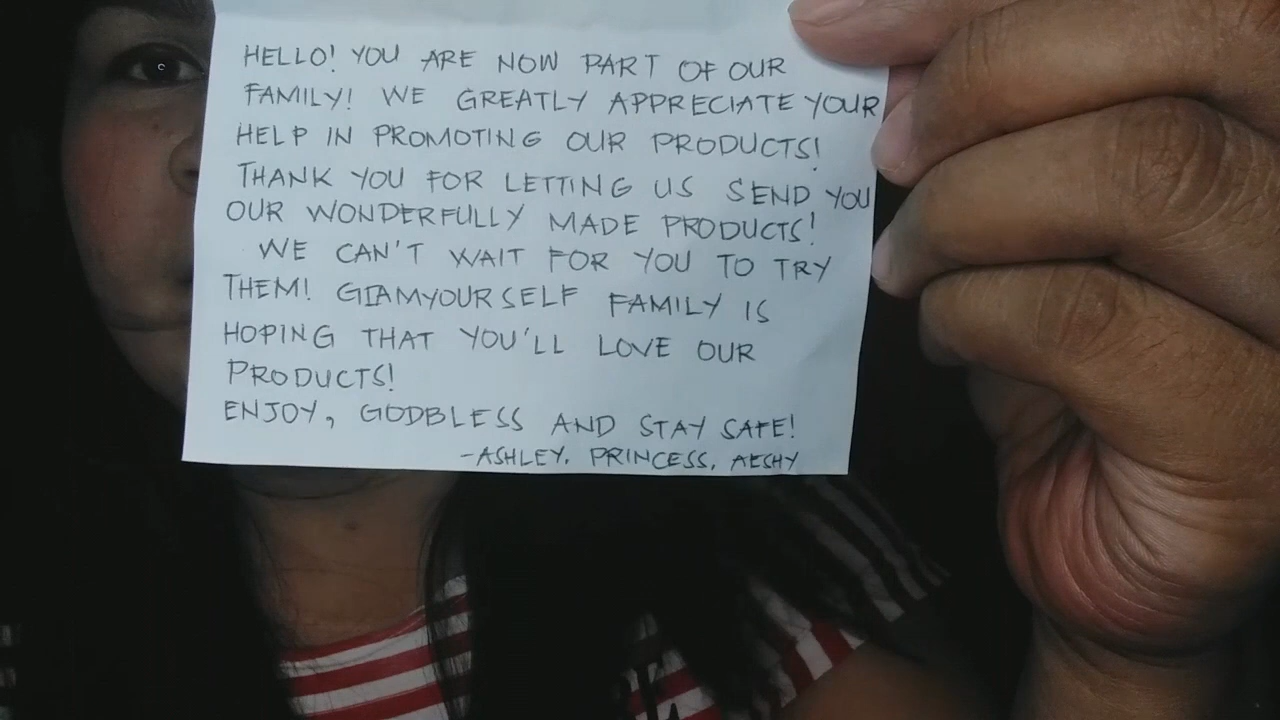 HELLO! YOU ARE NOW PART OF OUR
FAMILY! WE GREATLY APPRECIATE YOUR
HELP IN PROMOTING OUR PRODUCTS!
THANK YOU FOR LETTING US SEND YOU
OUR WONDERFULLY MADE PRODUCTS!
WE CAN'T WAIT FOR YOU TO TRY
THEM! GLAMYOURSELF FAMILY IS
HOPING THAT YOU'LL LOVE OUR
PRODUCTS!
ENJOY, GODBLESS AND STAY SAFE!
-ASHLEY, PRINCESS, AESHY